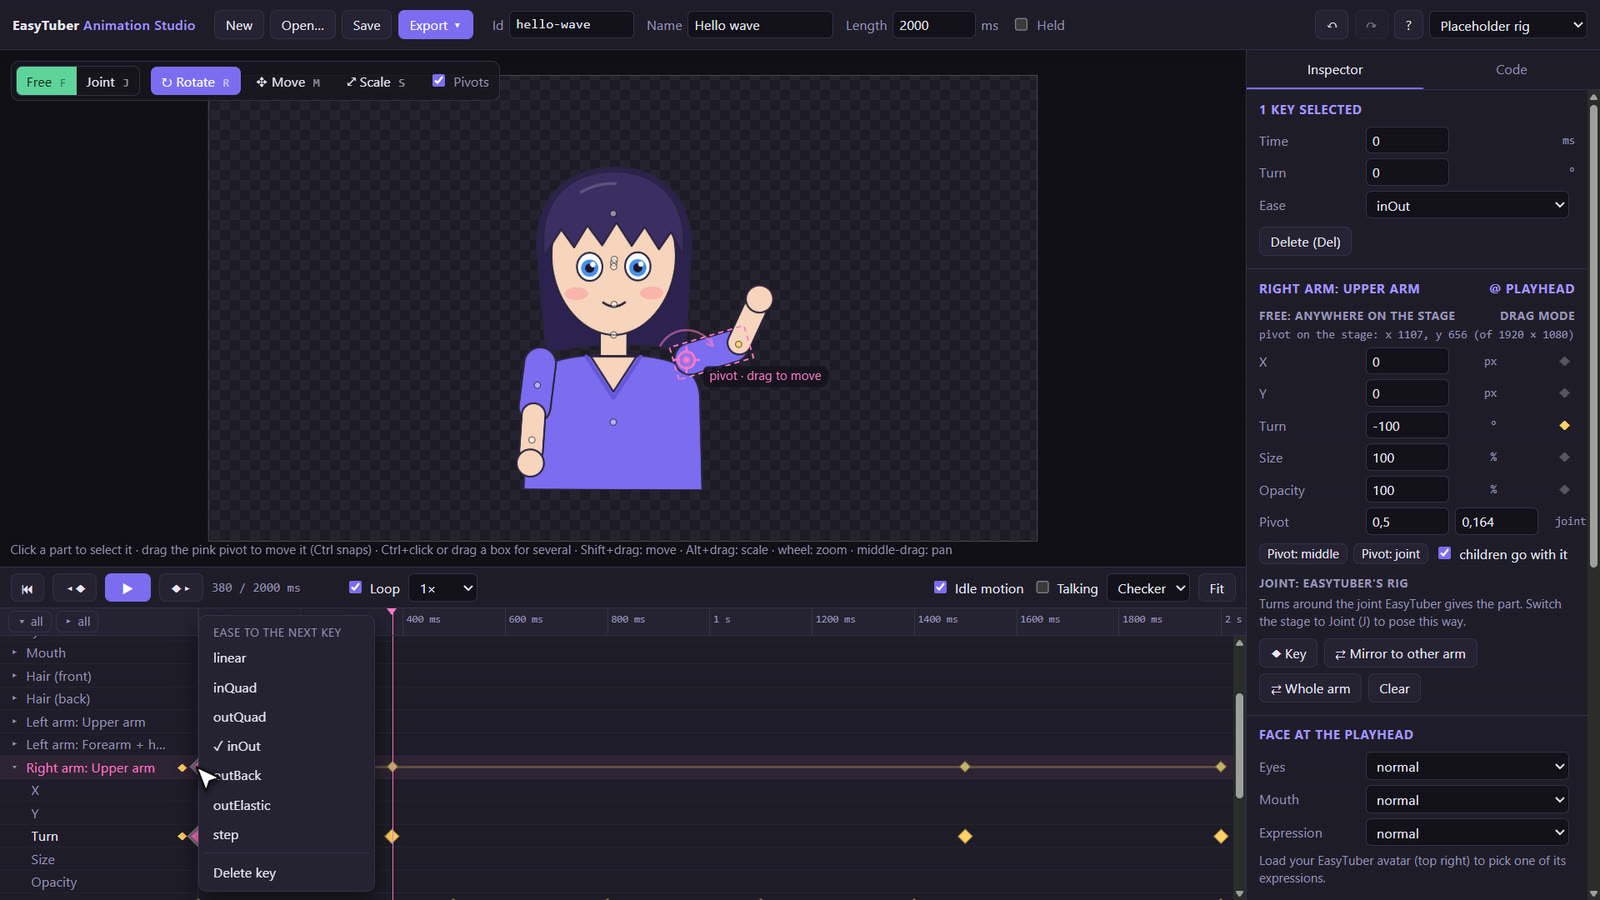 EasyTuber Animation Studio New Open... Save Export ▾ Id hello-wave Name Hello wave Length 2000 ms Held ? Placeholder rig
Free F Joint J Rotate R Move M Scale S Pivots
pivot · drag to move
Click a part to select it · drag the pink pivot to move it (Ctrl snaps) · Ctrl+click or drag a box for several · Shift+drag: move · Alt+drag: scale · wheel: zoom · middle-drag: pan
380 / 2000 ms Loop 1× Idle motion Talking Checker Fit
all all 400 ms 600 ms 800 ms 1 s 1200 ms 1400 ms 1600 ms 1800 ms 2 s
Mouth
Hair (front)
Hair (back)
Left arm: Upper arm
Left arm: Forearm + h...
Right arm: Upper arm
X
Y
Turn
Size
Opacity
EASE TO THE NEXT KEY
linear
inQuad
outQuad
✓ inOut
outBack
outElastic
step
Delete key
Inspector Code
1 KEY SELECTED
Time 0 ms
Turn 0 °
Ease inOut
Delete (Del)
RIGHT ARM: UPPER ARM @ PLAYHEAD
FREE: ANYWHERE ON THE STAGE DRAG MODE
pivot on the stage: x 1107, y 656 (of 1920 × 1080)
X 0 px
Y 0 px
Turn -100 °
Size 100 %
Opacity 100 %
Pivot 0,5 0,164 joint
Pivot: middle Pivot: joint children go with it
JOINT: EASYTUBER'S RIG
Turns around the joint EasyTuber gives the part. Switch
the stage to Joint (J) to pose this way.
◆ Key ⇄ Mirror to other arm
⇄ Whole arm Clear
FACE AT THE PLAYHEAD
Eyes normal
Mouth normal
Expression normal
Load your EasyTuber avatar (top right) to pick one of its
expressions.